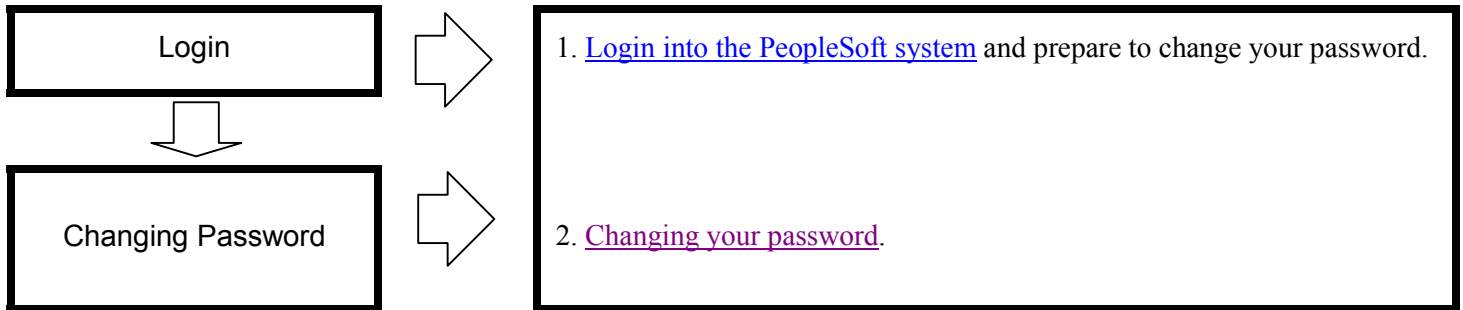 Login
1. Login into the PeopleSoft system and prepare to change your password.
Changing Password
2. Changing your password.